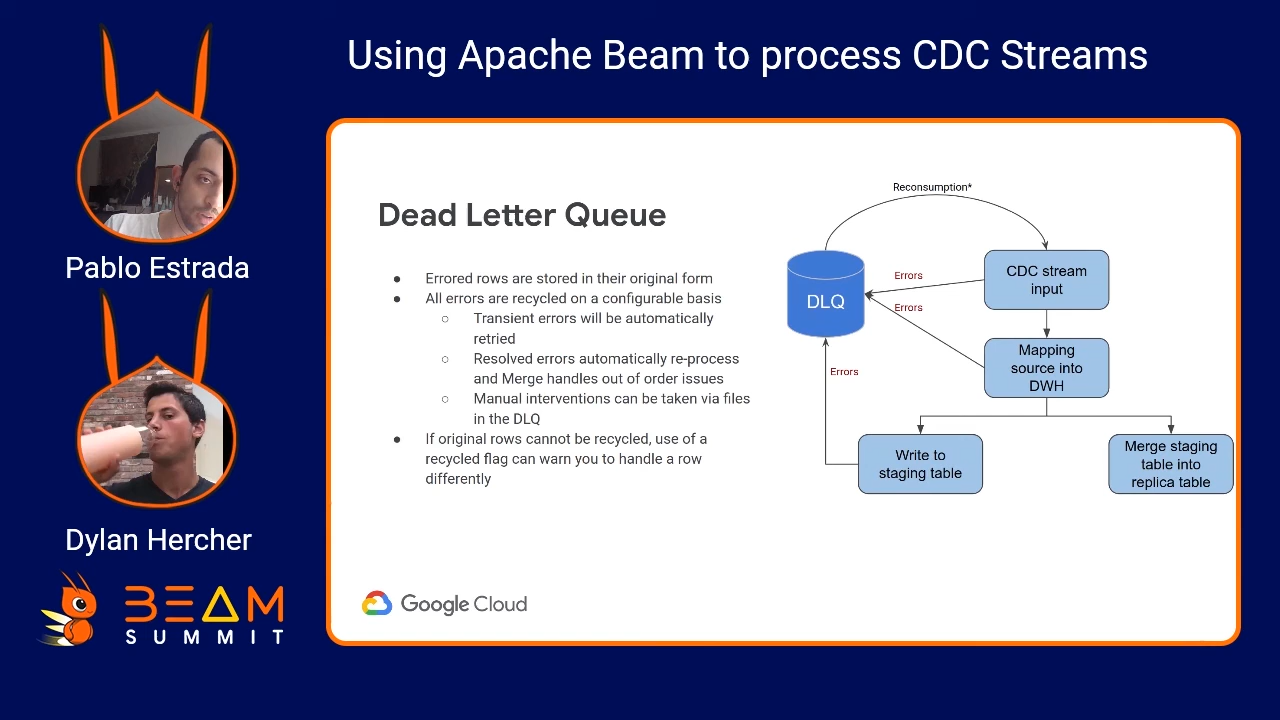 Using Apache Beam to process CDC Streams
Pablo Estrada
Dylan Hercher
BEAM
SUMMIT
Dead Letter Queue
● Errored rows are stored in their original form
● All errors are recycled on a configurable basis
○ Transient errors will be automatically
retried
○ Resolved errors automatically re-process
and Merge handles out of order issues
○ Manual interventions can be taken via files
in the DLQ
● If original rows cannot be recycled, use of a
recycled flag can warn you to handle a row
differently
Reconsumption*
DLQ
Errors
Errors
Errors
CDC stream
input
Mapping
source into
DWH
Write to
staging table
Merge staging
table into
replica table
Google Cloud